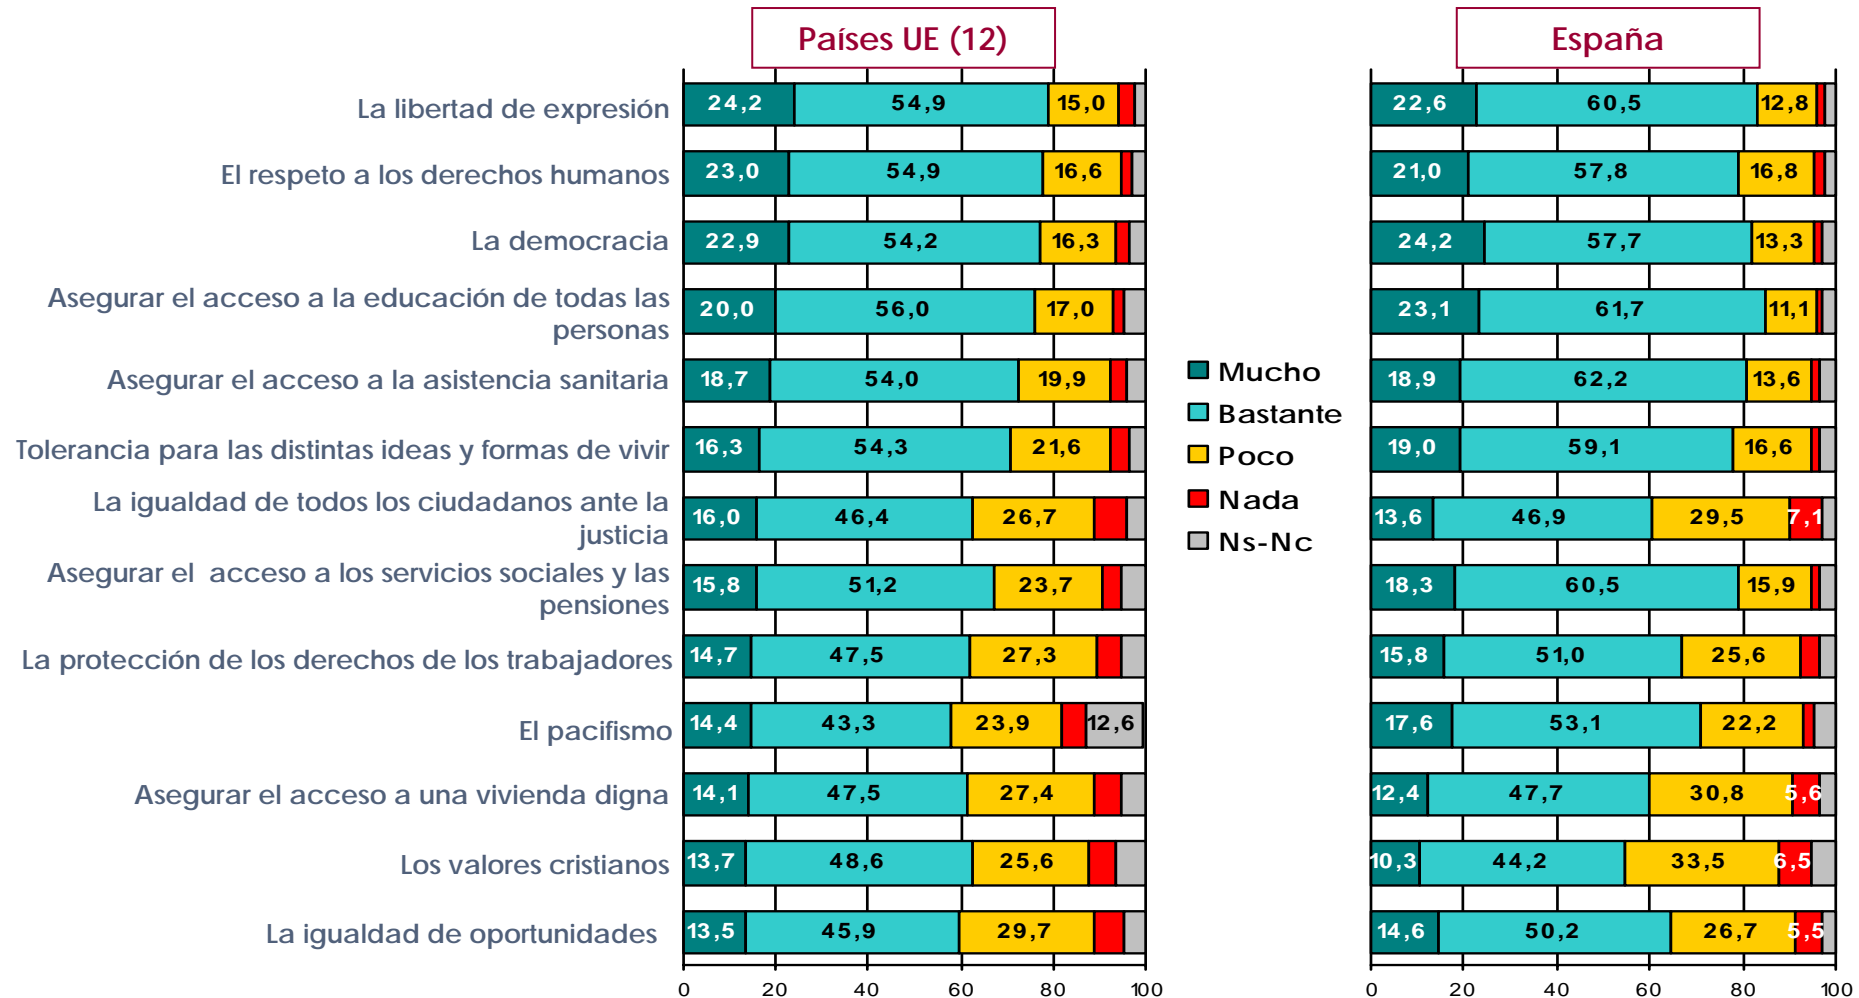 Países UE (12)
España
La libertad de expresión 24,2 54,9 15,0 22,6 60,5 12,8
El respeto a los derechos humanos 23,0 54,9 16,6 21,0 57,8 16,8
La democracia 22,9 54,2 16,3 24,2 57,7 13,3
Asegurar el acceso a la educación de todas las
personas 20,0 56,0 17,0 23,1 61,7 11,1
Asegurar el acceso a la asistencia sanitaria 18,7 54,0 19,9 18,9 62,2 13,6
Tolerancia para las distintas ideas y formas de vivir 16,3 54,3 21,6 19,0 59,1 16,6
La igualdad de todos los ciudadanos ante la
justicia 16,0 46,4 26,7 13,6 46,9 29,5 7,1
Asegurar el acceso a los servicios sociales y las
pensiones 15,8 51,2 23,7 18,3 60,5 15,9
La protección de los derechos de los trabajadores 14,7 47,5 27,3 15,8 51,0 25,6
El pacifismo 14,4 43,3 23,9 12,6 17,6 53,1 22,2
Asegurar el acceso a una vivienda digna 14,1 47,5 27,4 12,4 47,7 30,8 5,6
Los valores cristianos 13,7 48,6 25,6 10,3 44,2 33,5 6,5
La igualdad de oportunidades 13,5 45,9 29,7 14,6 50,2 26,7 5,5
0 20 40 60 80 100
0 20 40 60 80 100
Mucho
Bastante
Poco
Nada
Ns-Nc